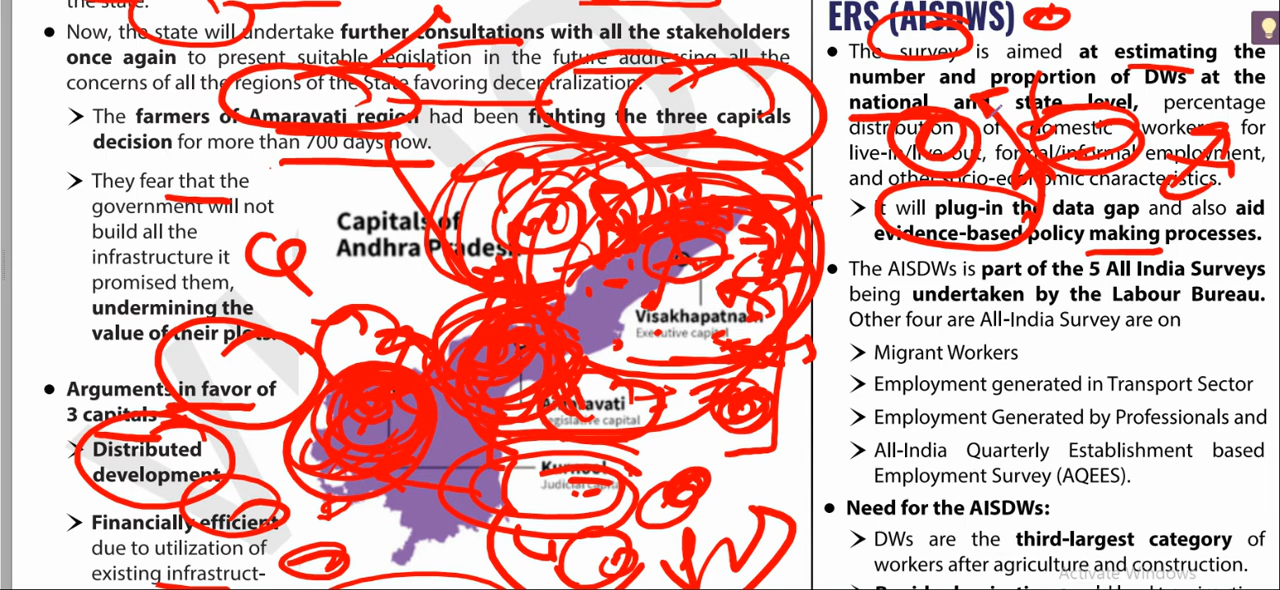 the state.
● Now, the state will undertake further consultations with all the stakeholders
once again to present suitable legislation in the future addressing all the
concerns of all the regions of the State favoring decentralization.
➢ The farmers of Amaravati region had been fighting the three capitals
decision for more than 700 days now.
➢ They fear that the
government will not
build all the
infrastructure it
promised them,
undermining the
value of their plots.
Capitals of
Andhra Pradesh
Visakhapatnam
Executive capital
Amaravati
Legislative capital
Kurnool
Judicial capital
● Arguments in favor of
3 capitals
➢ Distributed
development
➢ Financially efficient
due to utilization of
existing infrastruct-
ERS (AISDWS)
● The survey is aimed at estimating the
number and proportion of DWs at the
national and state level, percentage
distribution of domestic workers for
live-in/live-out, formal/informal employment,
and other socio-economic characteristics.
➢ It will plug-in the data gap and also aid
evidence-based policy making processes.
● The AISDWs is part of the 5 All India Surveys
being undertaken by the Labour Bureau.
Other four are All-India Survey are on
➢ Migrant Workers
➢ Employment generated in Transport Sector
➢ Employment Generated by Professionals and
➢ All-India Quarterly Establishment based
Employment Survey (AQEES).
● Need for the AISDWs:
➢ DWs are the third-largest category of
workers after agriculture and construction.
Activate Windows